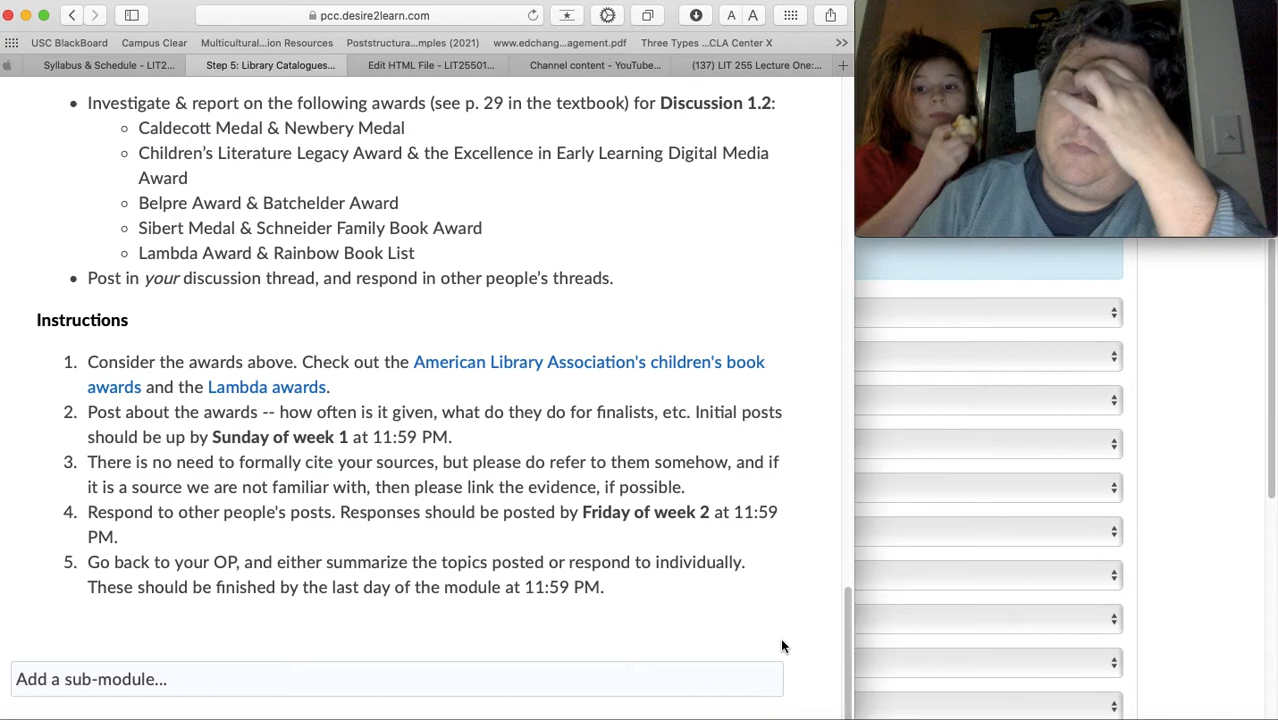 pcc.desire2learn.com
A A
USC BlackBoard Campus Clear Multicultural...ion Resources Poststructura...mples (2021) www.edchang...agement.pdf Three Types ...CLA Center X
Syllabus & Schedule - LIT2... Step 5: Library Catalogues... Edit HTML File - LIT25501... Channel content - YouTube... (137) LIT 255 Lecture One:...
• Investigate & report on the following awards (see p. 29 in the textbook) for Discussion 1.2:
◦ Caldecott Medal & Newbery Medal
◦ Children's Literature Legacy Award & the Excellence in Early Learning Digital Media
Award
◦ Belpre Award & Batchelder Award
◦ Sibert Medal & Schneider Family Book Award
◦ Lambda Award & Rainbow Book List
• Post in your discussion thread, and respond in other people's threads.
Instructions
1. Consider the awards above. Check out the American Library Association's children's book
awards and the Lambda awards.
2. Post about the awards -- how often is it given, what do they do for finalists, etc. Initial posts
should be up by Sunday of week 1 at 11:59 PM.
3. There is no need to formally cite your sources, but please do refer to them somehow, and if
it is a source we are not familiar with, then please link the evidence, if possible.
4. Respond to other people's posts. Responses should be posted by Friday of week 2 at 11:59
PM.
5. Go back to your OP, and either summarize the topics posted or respond to individually.
These should be finished by the last day of the module at 11:59 PM.
Add a sub-module...